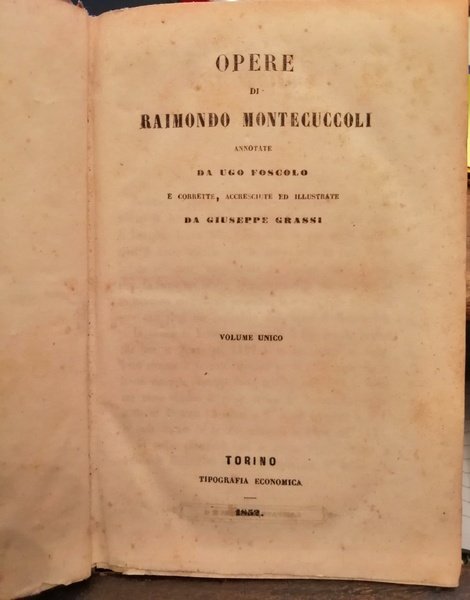 OPERE
DI
RAIMONDO MONTECUCCOLI
ANNOTATE
DA UGO FOSCOLO
E CORRETTE, ACCRESCIUTE ED ILLUSTRATE
DA GIUSEPPE GRASSI
VOLUME UNICO
TORINO
TIPOGRAFIA ECONOMICA
1852.